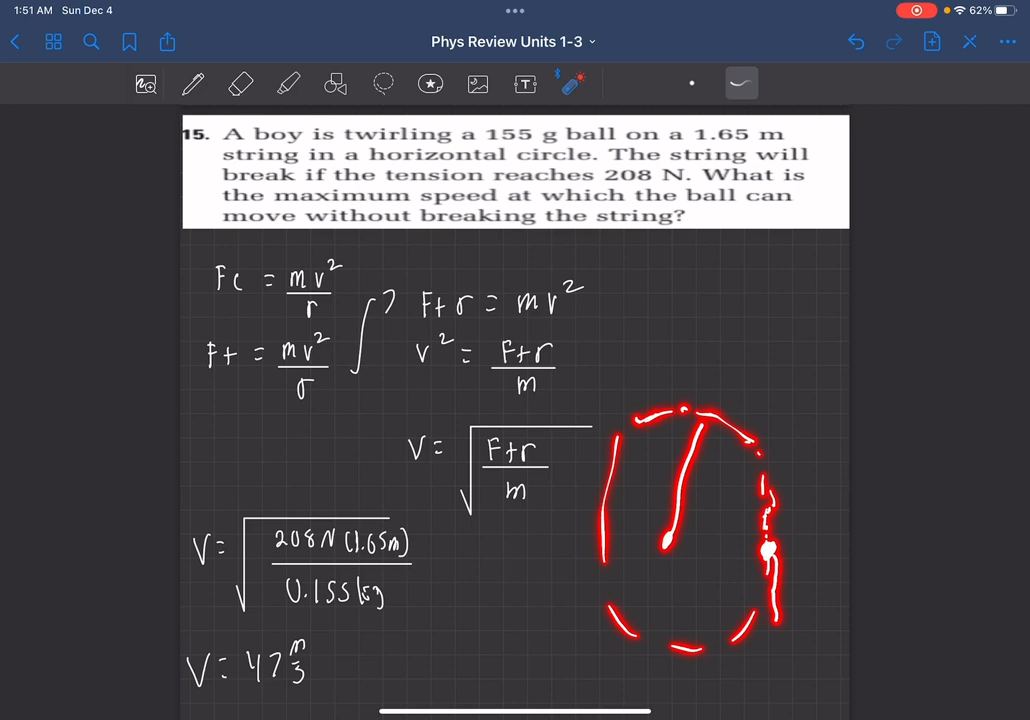 1:51 AM Sun Dec 4
62%
Phys Review Units 1-3
T
15. A boy is twirling a 155 g ball on a 1.65 m
string in a horizontal circle. The string will
break if the tension reaches 208 N. What is
the maximum speed at which the ball can
move without breaking the string?
Fc = mv²/r
Ft = mv²/r
Ft r = mv²
v² = Ft r/m
V = √(Ft r/m)
V = √(208N(1.65m)/0.155kg)
V = 47 m/s